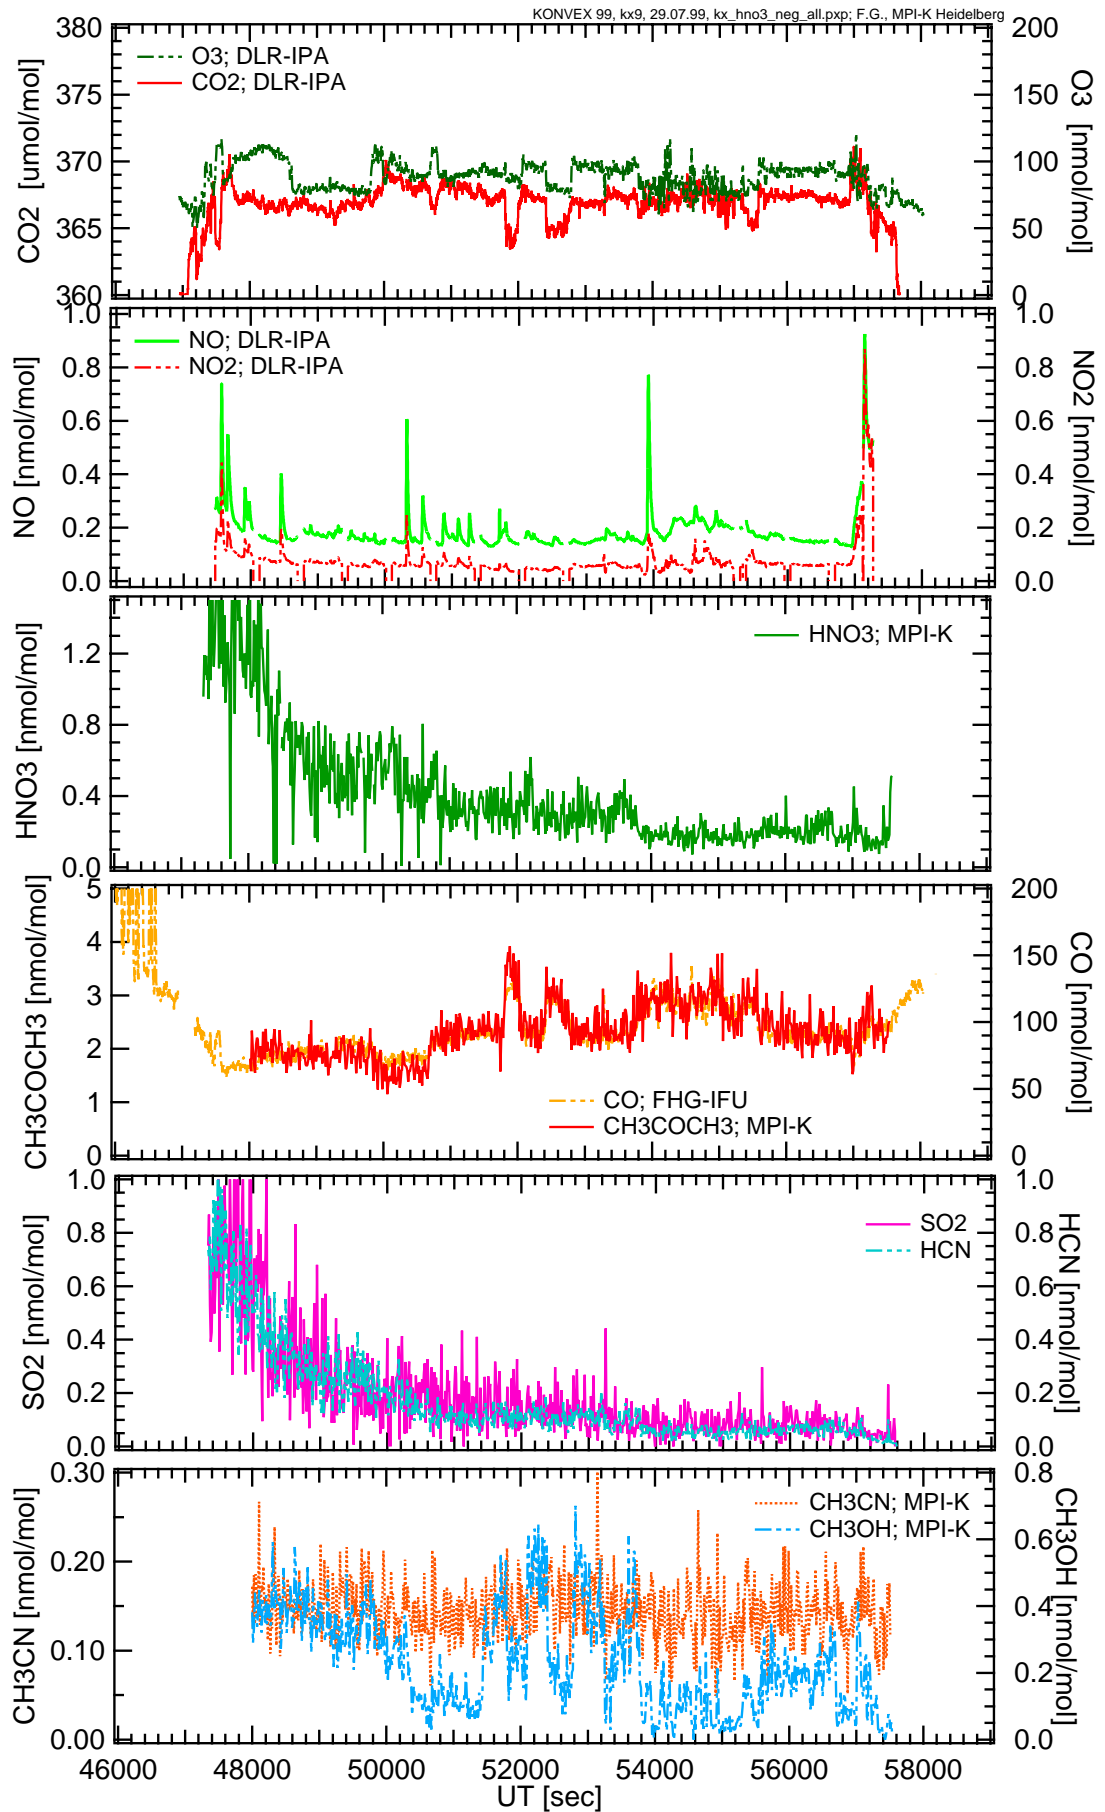 KONVEX 99, kx9, 29.07.99, kx_hno3_neg_all.pxp; F.G., MPI-K Heidelberg
380
375
370
365
360
CO2 [umol/mol]
O3; DLR-IPA
CO2; DLR-IPA
200
150
100
50
0
O3 [nmol/mol]
1.0
0.8
0.6
0.4
0.2
0.0
NO [nmol/mol]
NO; DLR-IPA
NO2; DLR-IPA
1.0
0.8
0.6
0.4
0.2
0.0
NO2 [nmol/mol]
1.2
0.8
0.4
0.0
HNO3 [nmol/mol]
HNO3; MPI-K
5
4
3
2
1
0
CH3COCH3 [nmol/mol]
CO; FHG-IFU
CH3COCH3; MPI-K
200
150
100
50
0
CO [nmol/mol]
1.0
0.8
0.6
0.4
0.2
0.0
SO2 [nmol/mol]
SO2
HCN
1.0
0.8
0.6
0.4
0.2
0.0
HCN [nmol/mol]
0.30
0.20
0.10
0.00
CH3CN [nmol/mol]
CH3CN; MPI-K
CH3OH; MPI-K
0.8
0.6
0.4
0.2
0.0
CH3OH [nmol/mol]
46000 48000 50000 52000 54000 56000 58000
UT [sec]